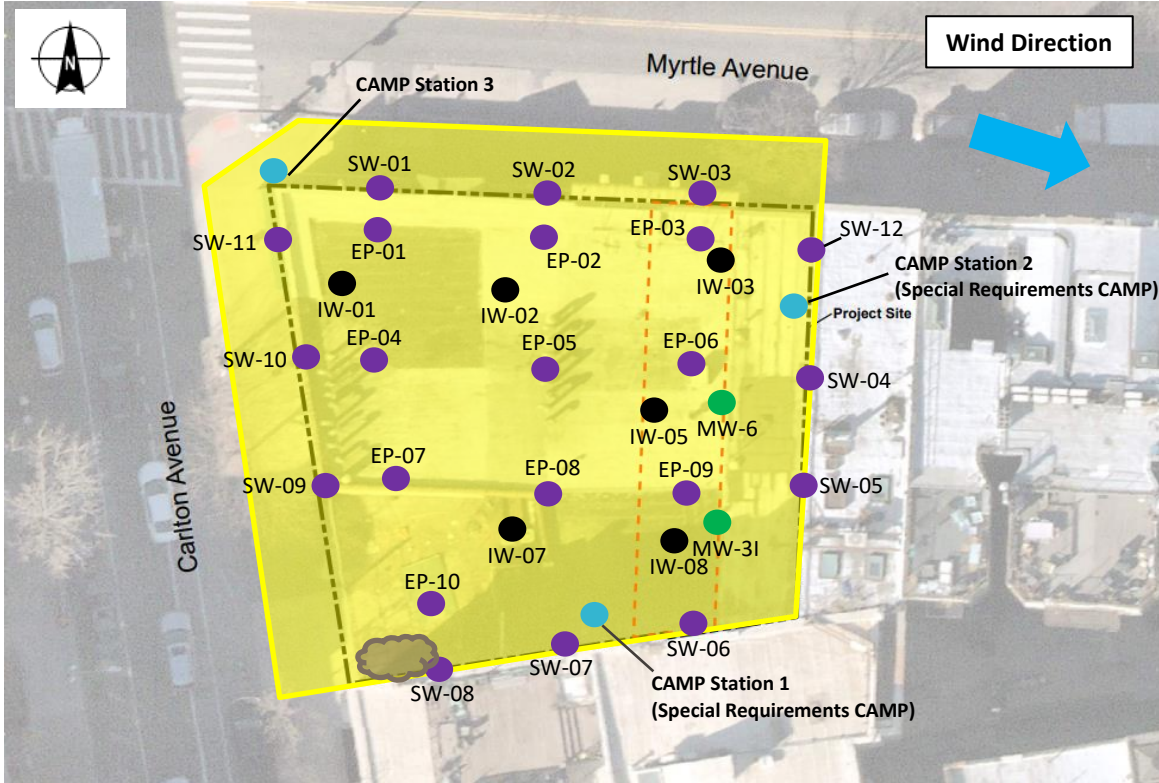 N
Wind Direction
Myrtle Avenue
CAMP Station 3
SW-01
SW-02
SW-03
SW-11
EP-01
EP-02
EP-03
SW-12
CAMP Station 2
(Special Requirements CAMP)
Project Site
IW-01
IW-02
IW-03
SW-10
EP-04
EP-05
EP-06
SW-04
Carlton Avenue
IW-05
MW-6
SW-09
EP-07
EP-08
EP-09
SW-05
IW-07
IW-08
MW-3I
EP-10
SW-08
SW-07
SW-06
CAMP Station 1
(Special Requirements CAMP)